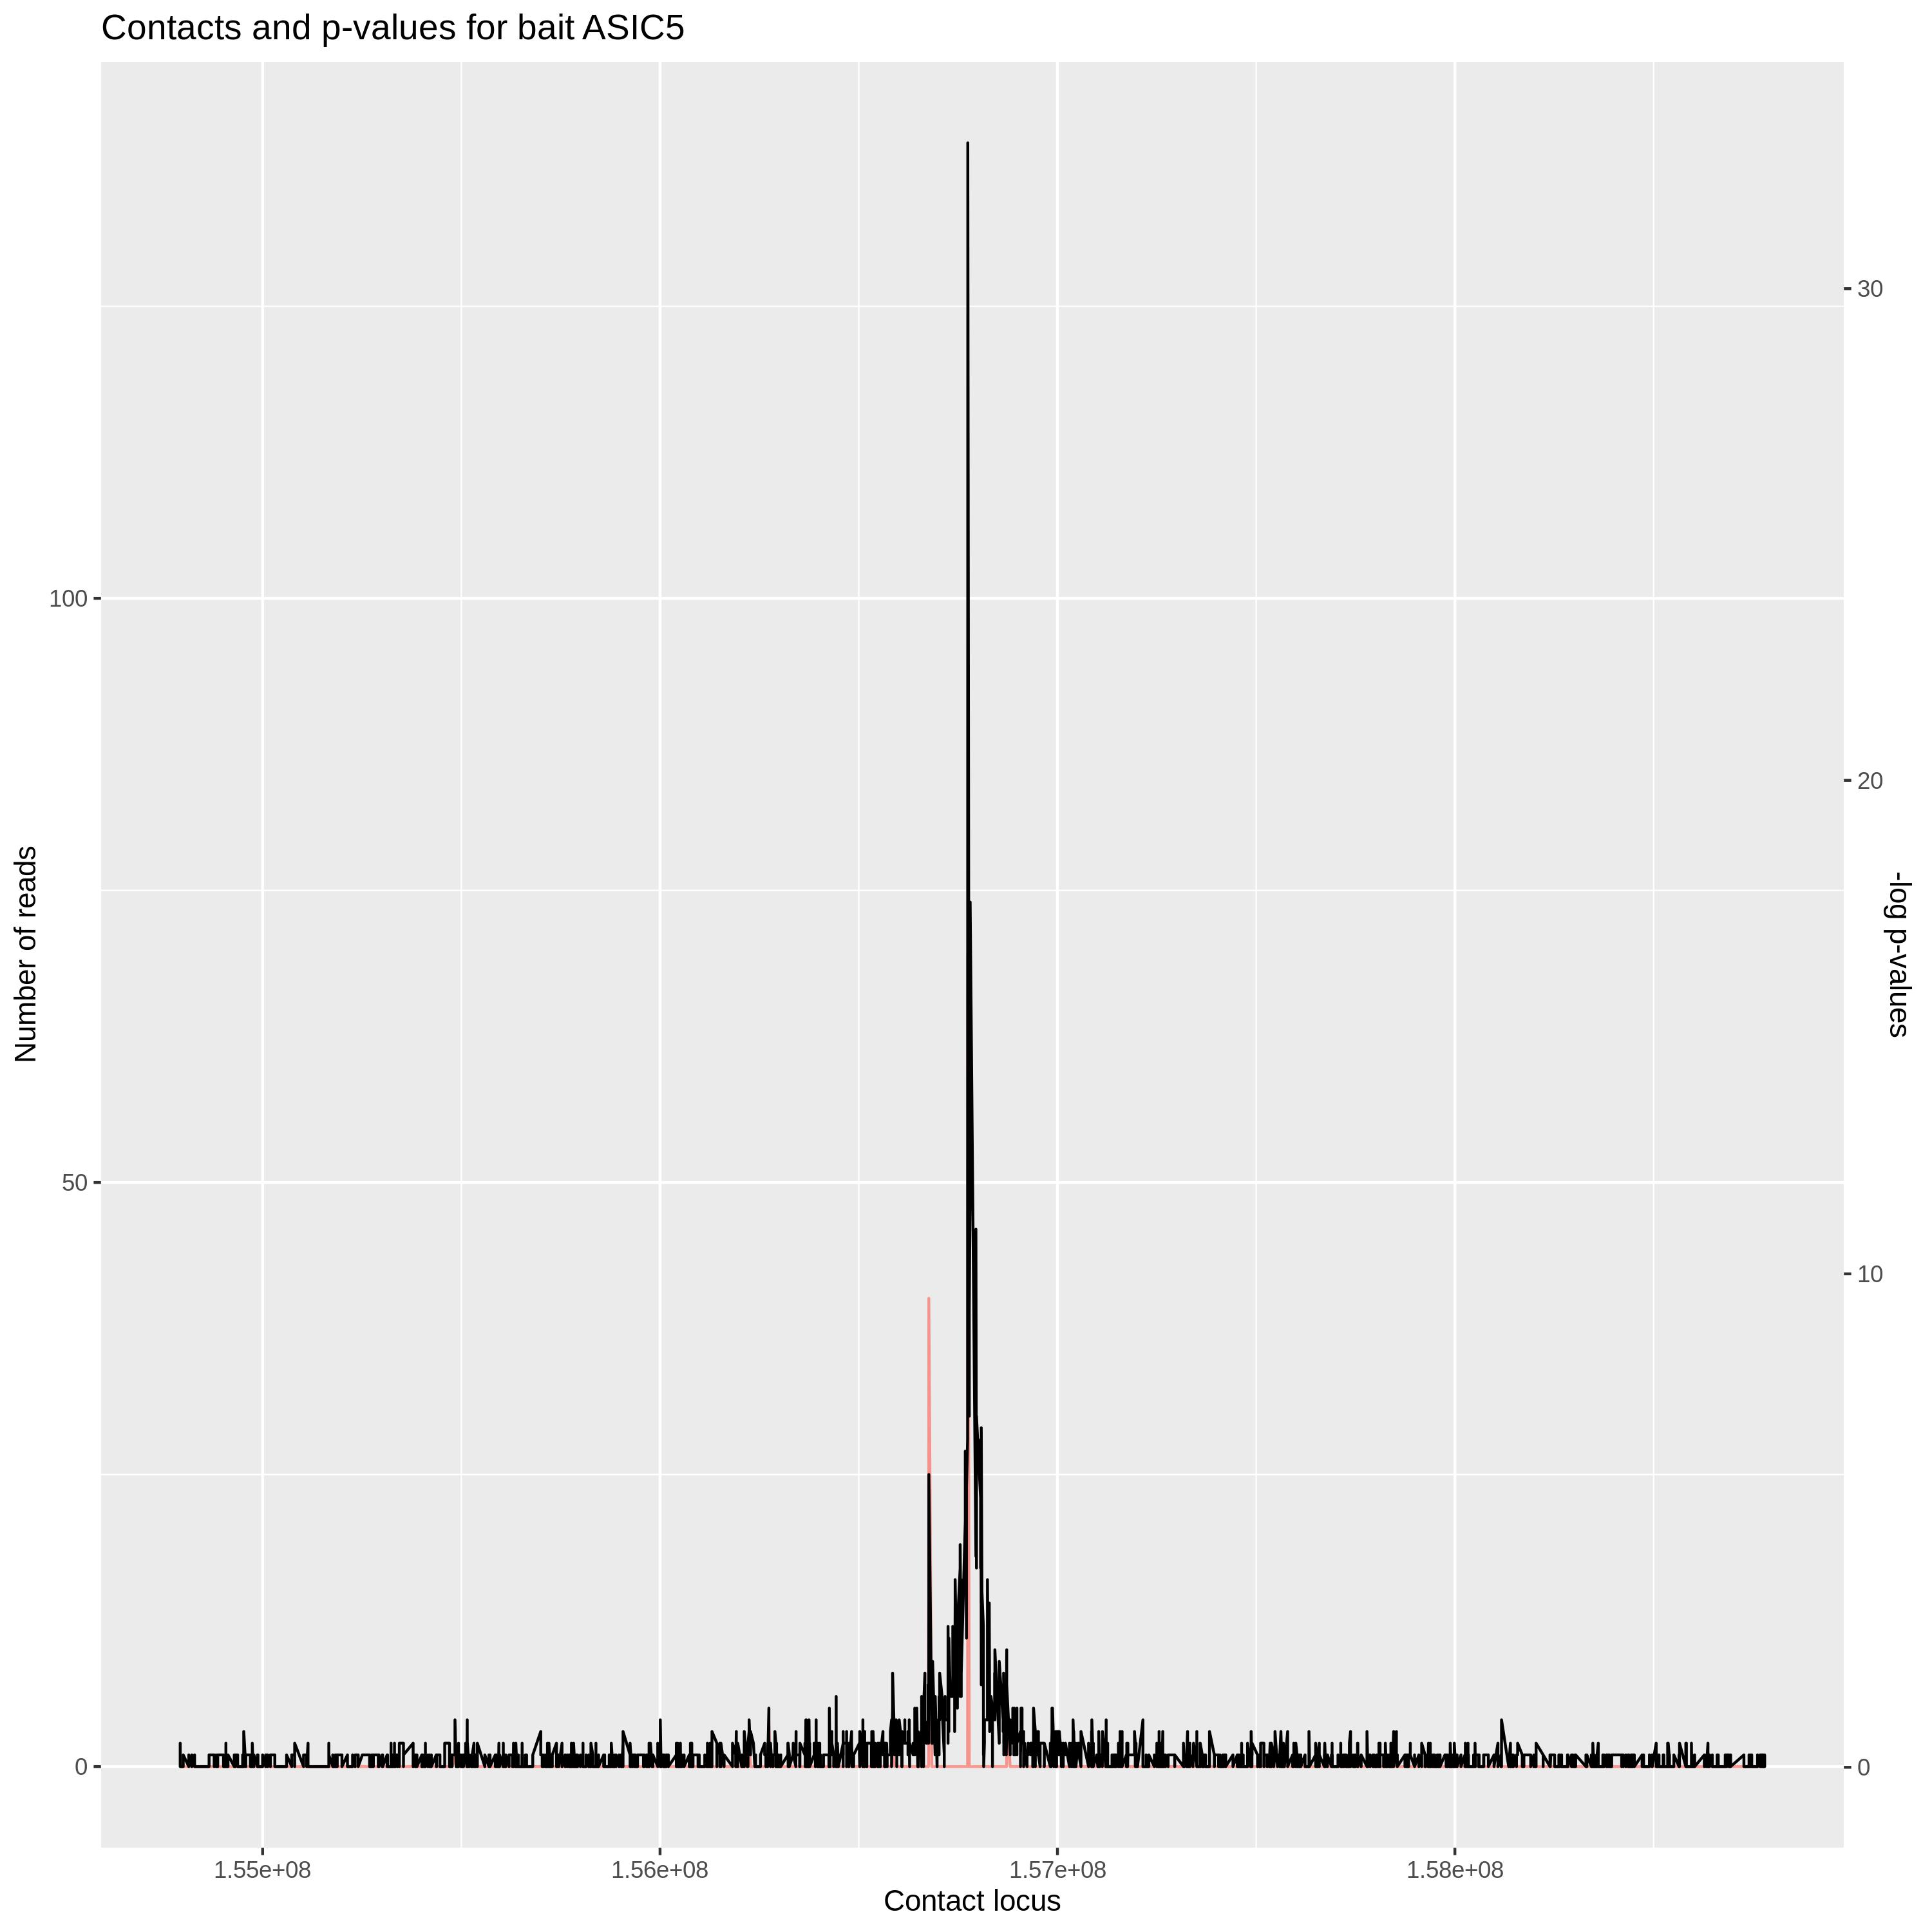 Contacts and p-values for bait ASIC5
Number of reads
100
50
0
30
20
10
0
-log p-values
1.55e+08 1.56e+08 1.57e+08 1.58e+08
Contact locus